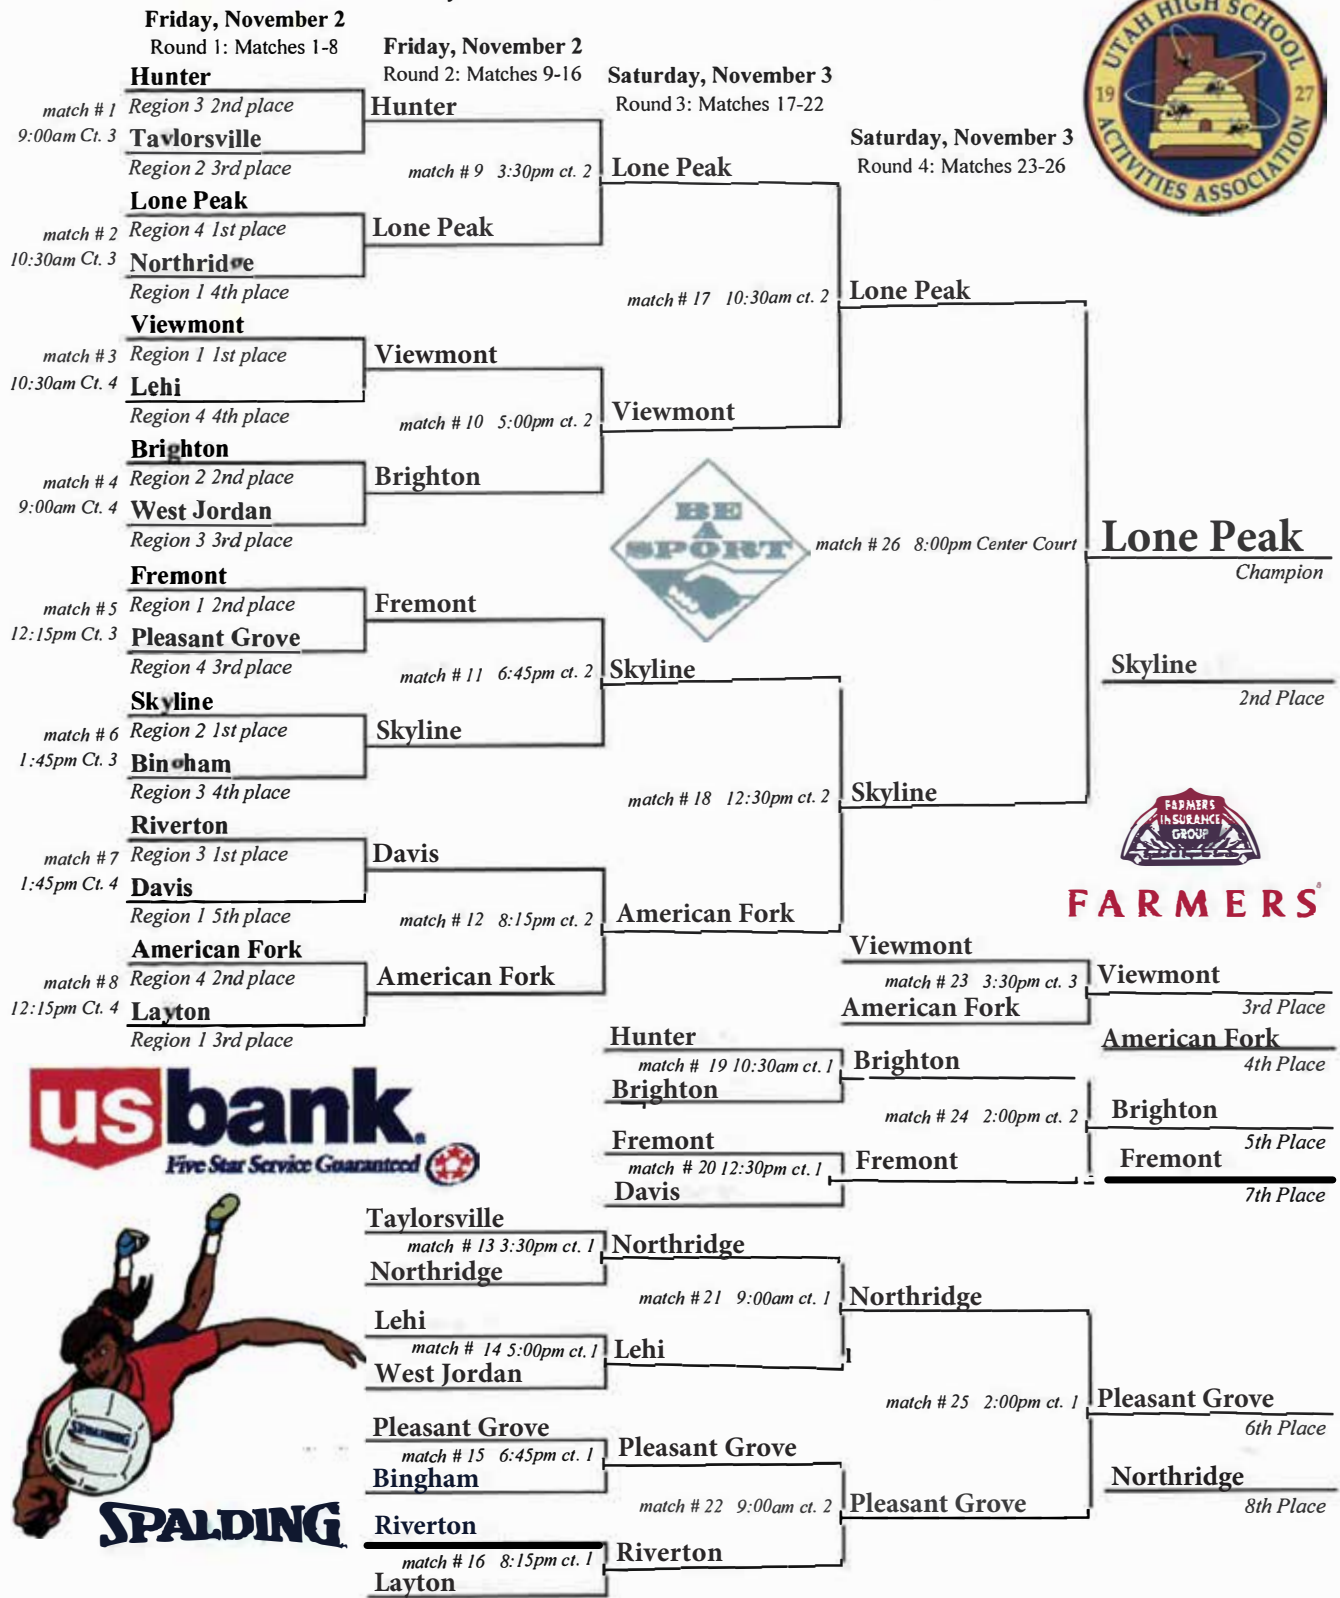 Friday, November 2
Round 1: Matches 1-8
Friday, November 2
Round 2: Matches 9-16
Saturday, November 3
Round 3: Matches 17-22
Saturday, November 3
Round 4: Matches 23-26
UTAH HIGH SCHOOL
19 27
ACTIVITIES ASSOCIATION
Hunter
match # 1 Region 3 2nd place
9:00am Ct. 3 Taylorsville
Region 2 3rd place
Lone Peak
match # 2 Region 4 1st place
10:30am Ct. 3 Northridge
Region 1 4th place
Viewmont
match # 3 Region 1 1st place
10:30am Ct. 4 Lehi
Region 4 4th place
Brighton
match # 4 Region 2 2nd place
9:00am Ct. 4 West Jordan
Region 3 3rd place
Fremont
match # 5 Region 1 2nd place
12:15pm Ct. 3 Pleasant Grove
Region 4 3rd place
Skyline
match # 6 Region 2 1st place
1:45pm Ct. 3 Bingham
Region 3 4th place
Riverton
match # 7 Region 3 1st place
1:45pm Ct. 4 Davis
Region 1 5th place
American Fork
match # 8 Region 4 2nd place
12:15pm Ct. 4 Layton
Region 1 3rd place
Hunter
match # 9 3:30pm ct. 2
Lone Peak
Viewmont
match # 10 5:00pm ct. 2
Brighton
Fremont
match # 11 6:45pm ct. 2
Skyline
Davis
match # 12 8:15pm ct. 2
American Fork
Lone Peak
match # 17 10:30am ct. 2
Viewmont
BE
A
SPORT
Skyline
match # 18 12:30pm ct. 2
American Fork
Lone Peak
match # 26 8:00pm Center Court
Skyline
Lone Peak
Champion
Skyline
2nd Place
FARMERS
INSURANCE
GROUP
FARMERS
Viewmont
match # 23 3:30pm ct. 3
American Fork
Viewmont
3rd Place
American Fork
4th Place
Hunter
match # 19 10:30am ct. 1
Brighton
Fremont
match # 20 12:30pm ct. 1
Davis
Brighton
match # 24 2:00pm ct. 2
Fremont
Brighton
5th Place
Fremont
7th Place
usbank.
Five Star Service Guaranteed
Taylorsville
match # 13 3:30pm ct. 1
Northridge
Lehi
match # 14 5:00pm ct. 1
West Jordan
Pleasant Grove
match # 15 6:45pm ct. 1
Bingham
Riverton
match # 16 8:15pm ct. 1
Layton
Northridge
match # 21 9:00am ct. 1
Lehi
Pleasant Grove
match # 22 9:00am ct. 2
Riverton
Northridge
match # 25 2:00pm ct. 1
Pleasant Grove
Pleasant Grove
6th Place
Northridge
8th Place
SPALDING
SPALDING